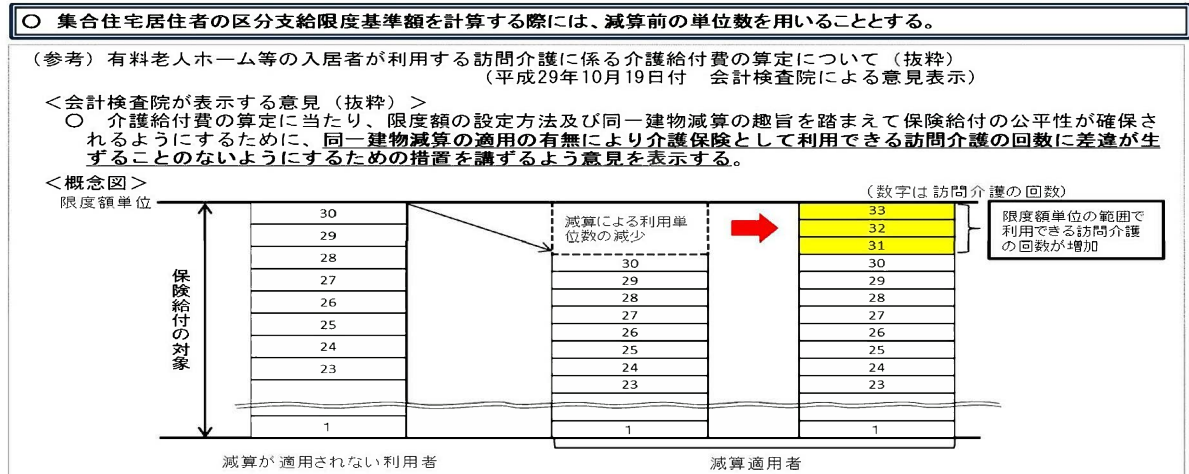 ○ 集合住宅居住者の区分支給限度基準額を計算する際には、減算前の単位数を用いることとする。
（参考）有料老人ホーム等の入居者が利用する訪問介護に係る介護給付費の算定について（抜粋）
（平成29年10月19日付　会計検査院による意見表示）
＜会計検査院が表示する意見（抜粋）＞
○ 介護給付費の算定に当たり、限度額の設定方法及び同一建物減算の趣旨を踏まえて保険給付の公平性が確保さ
れるようにするために、同一建物減算の適用の有無により介護保険として利用できる訪問介護の回数に差違が生
ずることのないようにするための措置を講ずるよう意見を表示する。
＜概念図＞
（数字は訪問介護の回数）
限度額単位
保険給付の対象
30
29
28
27
26
25
24
23
1
減算が適用されない利用者
減算による利用単
位数の減少
30
29
28
27
26
25
24
23
1
33
32
31
30
29
28
27
26
25
24
23
1
減算適用者
限度額単位の範囲で
利用できる訪問介護
の回数が増加